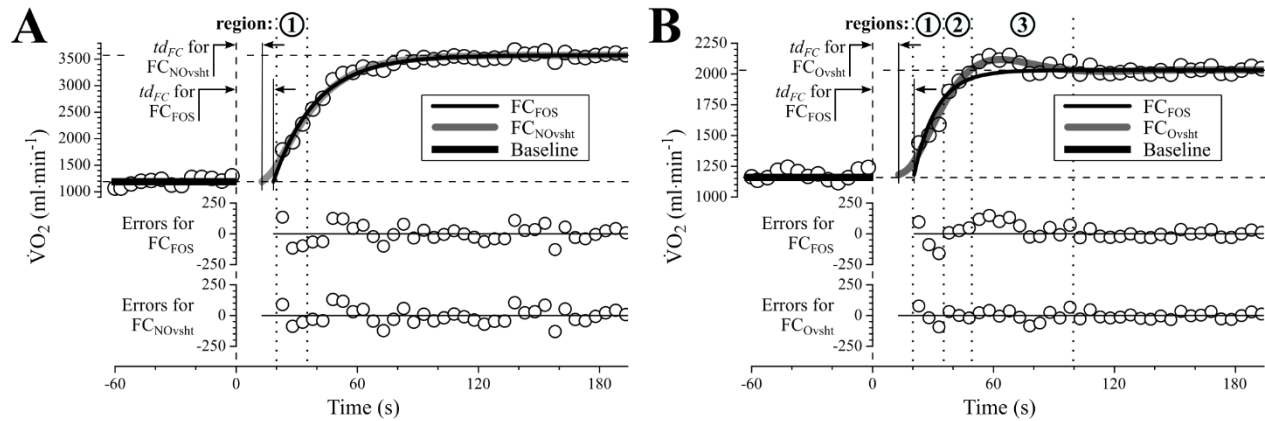 A
region: 1
td_FC for
FC_NOvsht
td_FC for
FC_FOS
3500
3000
2500
2000
1500
1000
FC_FOS
FC_NOvsht
Baseline
V̇O₂ (ml·min⁻¹)
Errors for
FC_FOS
250
0
-250
Errors for
FC_NOvsht
250
0
-250
-60 0 60 120 180
Time (s)
B
regions: 1 2 3
td_FC for
FC_Ovsht
td_FC for
FC_FOS
2250
2000
1750
1500
1250
1000
FC_FOS
FC_Ovsht
Baseline
V̇O₂ (ml·min⁻¹)
Errors for
FC_FOS
250
0
-250
Errors for
FC_Ovsht
250
0
-250
-60 0 60 120 180
Time (s)